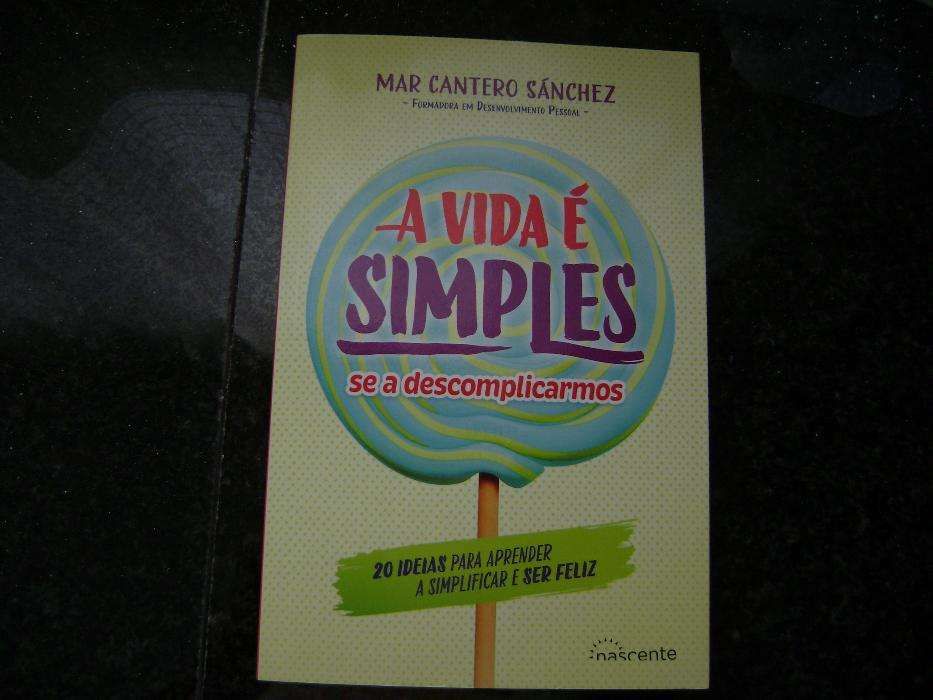 MAR CANTERO SÁNCHEZ
~ FORMADORA EM DESENVOLVIMENTO PESSOAL ~
A VIDA É
SIMPLES
se a descomplicarmos
20 IDEIAS PARA APRENDER
A SIMPLIFICAR E SER FELIZ
nascente